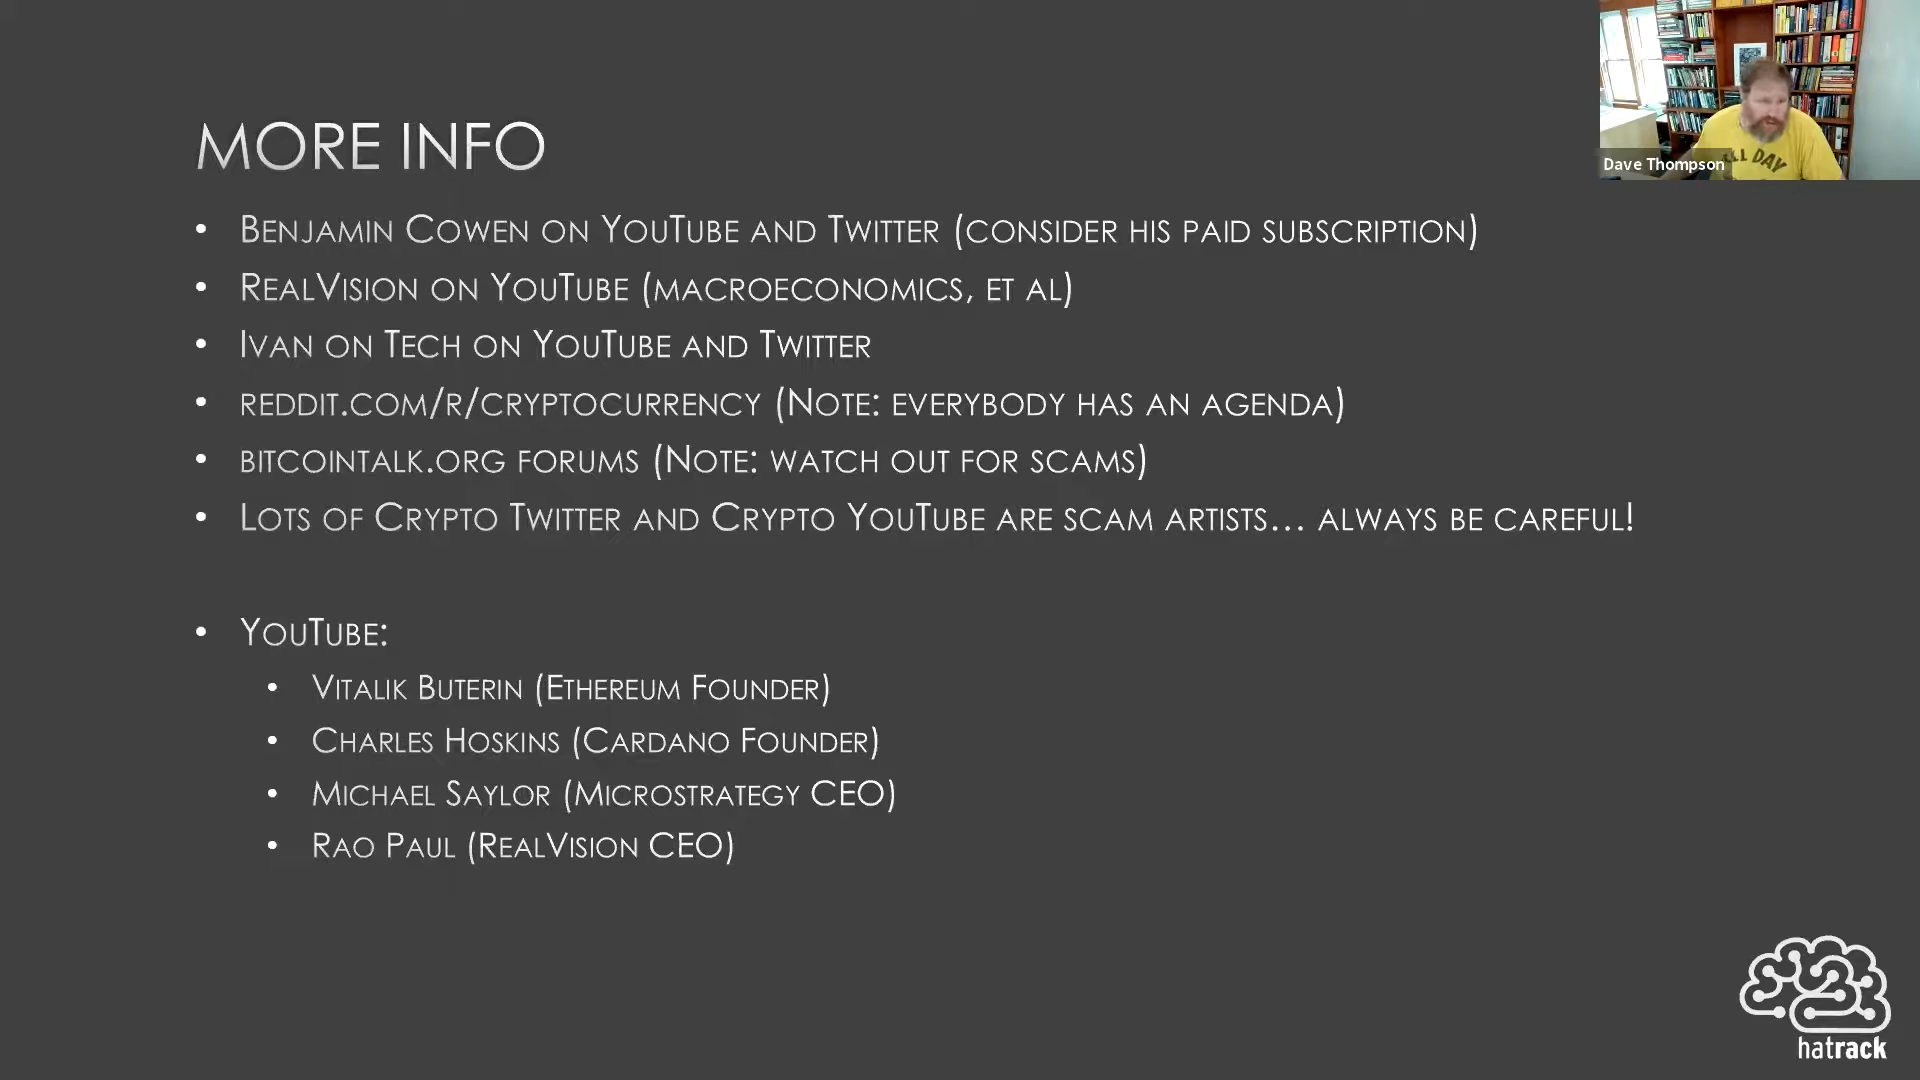 MORE INFO
Dave Thompson
LL DAY
• Benjamin Cowen on YouTube and Twitter (consider his paid subscription)
• RealVision on YouTube (macroeconomics, et al)
• Ivan on Tech on YouTube and Twitter
• reddit.com/r/cryptocurrency (Note: everybody has an agenda)
• bitcointalk.org forums (Note: watch out for scams)
• Lots of Crypto Twitter and Crypto YouTube are scam artists... always be careful!
• YouTube:
• Vitalik Buterin (Ethereum Founder)
• Charles Hoskins (Cardano Founder)
• Michael Saylor (Microstrategy CEO)
• Rao Paul (RealVision CEO)
hatrack